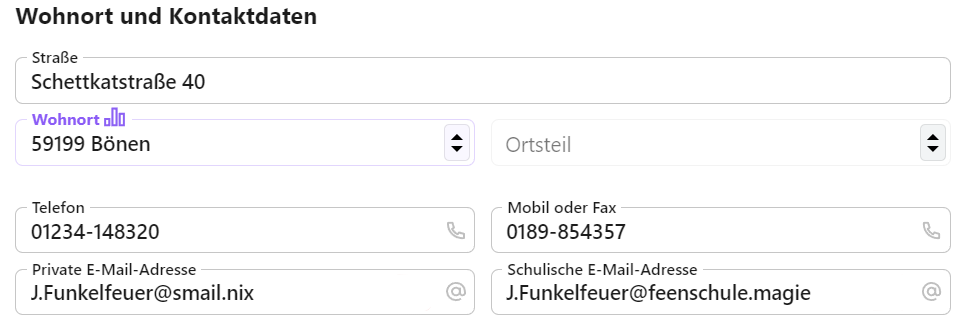 Wohnort und Kontaktdaten
Straße
Schettkatstraße 40
Wohnort
59199 Bönen
Ortsteil
Telefon
01234-148320
Mobil oder Fax
0189-854357
Private E-Mail-Adresse
J.Funkelfeuer@smail.nix
Schulische E-Mail-Adresse
J.Funkelfeuer@feenschule.magie